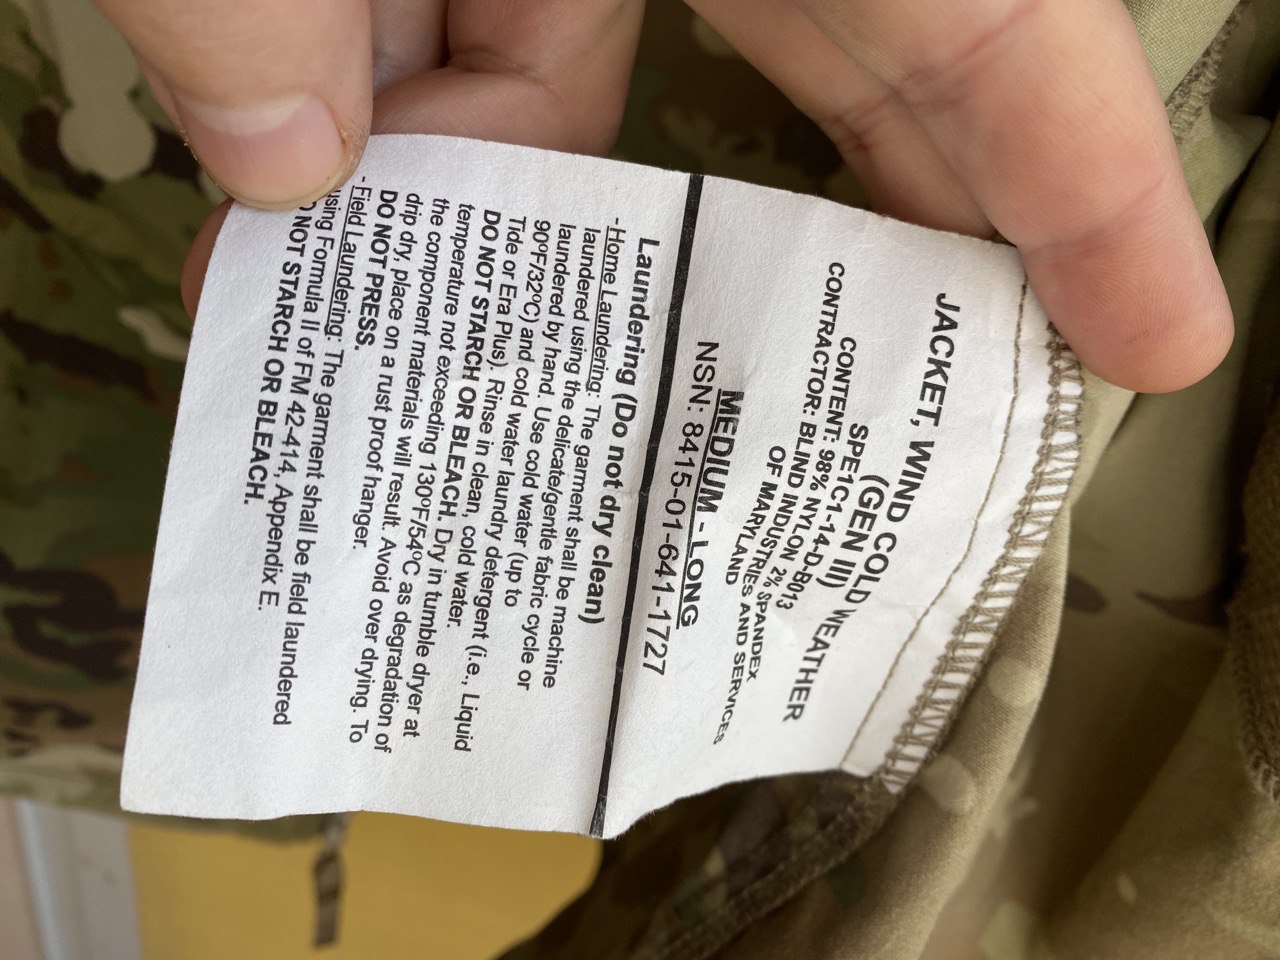 JACKET, WIND COLD WEATHER
(GEN III)
SPE1C1-14-D-B013
CONTENT: 98% NYLON 2% SPANDEX
CONTRACTOR: BLIND INDUSTRIES AND SERVICES
OF MARYLAND
MEDIUM - LONG
NSN: 8415-01-641-1727
Laundering (Do not dry clean)
- Home Laundering: The garment shall be machine
laundered using the delicate/gentle fabric cycle or
laundered by hand. Use cold water (up to
90ºF/32ºC) and cold water laundry detergent (i.e., Liquid
Tide or Era Plus). Rinse in clean, cold water.
DO NOT STARCH OR BLEACH. Dry in tumble dryer at
temperature not exceeding 130ºF/54ºC as degradation of
the component materials will result. Avoid over drying. To
drip dry, place on a rust proof hanger.
DO NOT PRESS.
- Field Laundering: The garment shall be field laundered
using Formula II of FM 42-414, Appendix E.
DO NOT STARCH OR BLEACH.